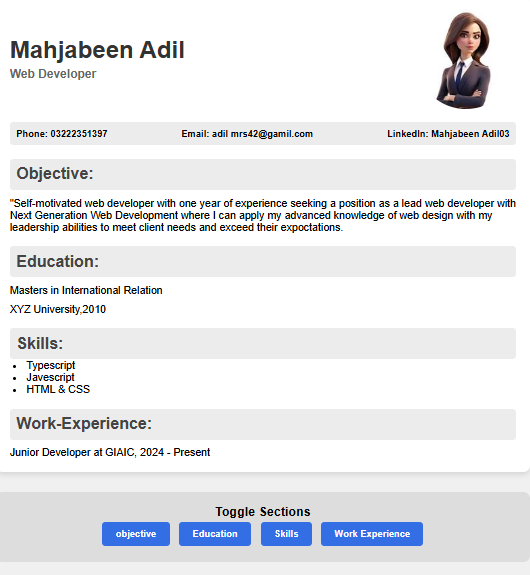 Mahjabeen Adil
Web Developer
Phone: 03222351397 Email: adil mrs42@gamil.com LinkedIn: Mahjabeen Adil03
Objective:
"Self-motivated web developer with one year of experience seeking a position as a lead web developer with
Next Generation Web Development where I can apply my advanced knowledge of web design with my
leadership abilities to meet client needs and exceed their expoctations.
Education:
Masters in International Relation
XYZ University,2010
Skills:
• Typescript
• Javescript
• HTML & CSS
Work-Experience:
Junior Developer at GIAIC, 2024 - Present
Toggle Sections
objective Education Skills Work Experience